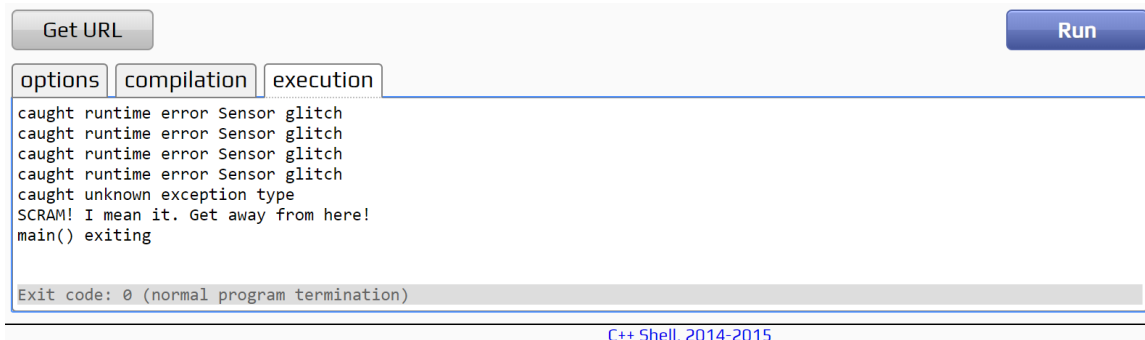 Get URL
Run
options compilation execution
caught runtime error Sensor glitch
caught runtime error Sensor glitch
caught runtime error Sensor glitch
caught runtime error Sensor glitch
caught unknown exception type
SCRAM! I mean it. Get away from here!
main() exiting
Exit code: 0 (normal program termination)
C++ Shell, 2014-2015